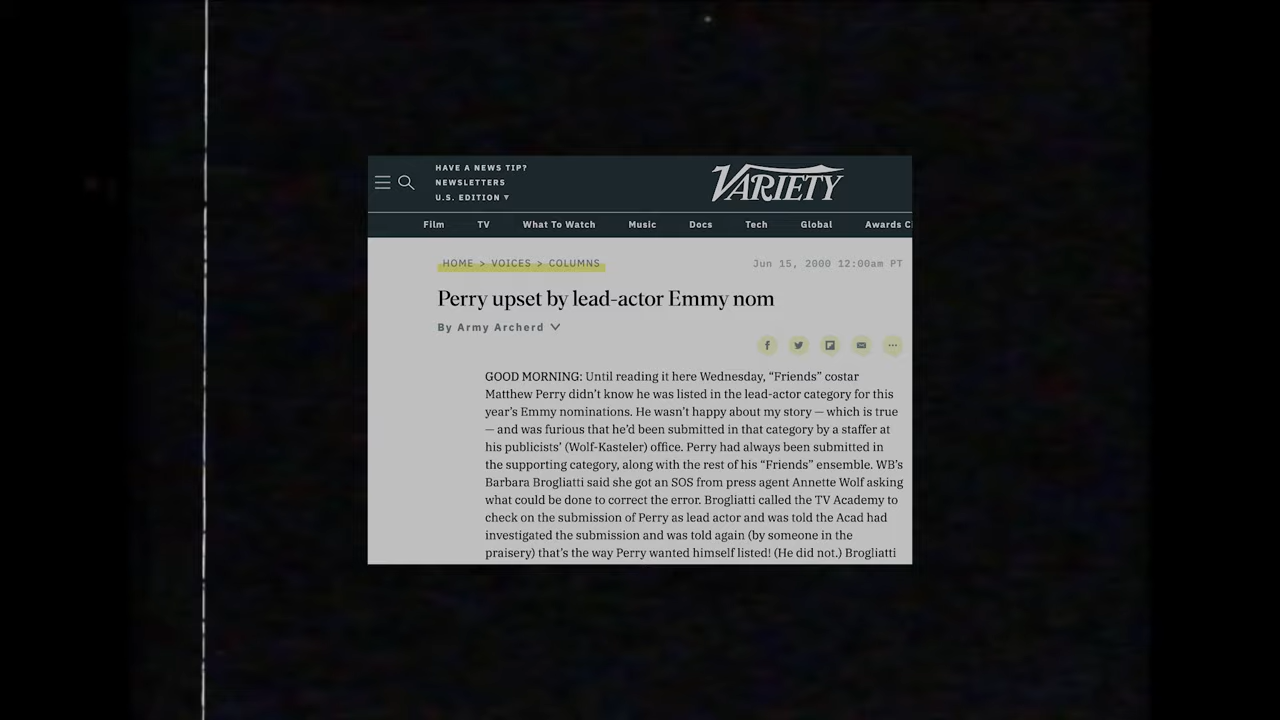 HAVE A NEWS TIP?
NEWSLETTERS
U.S. EDITION ▼
VARIETY
Film TV What To Watch Music Docs Tech Global Awards C
HOME > VOICES > COLUMNS
Jun 15, 2000 12:00am PT
Perry upset by lead-actor Emmy nom
By Army Archerd
GOOD MORNING: Until reading it here Wednesday, “Friends” costar
Matthew Perry didn’t know he was listed in the lead-actor category for this
year’s Emmy nominations. He wasn’t happy about my story — which is true
— and was furious that he’d been submitted in that category by a staffer at
his publicists’ (Wolf-Kasteler) office. Perry had always been submitted in
the supporting category, along with the rest of his “Friends” ensemble. WB’s
Barbara Brogliatti said she got an SOS from press agent Annette Wolf asking
what could be done to correct the error. Brogliatti called the TV Academy to
check on the submission of Perry as lead actor and was told the Acad had
investigated the submission and was told again (by someone in the
praisery) that’s the way Perry wanted himself listed! (He did not.) Brogliatti